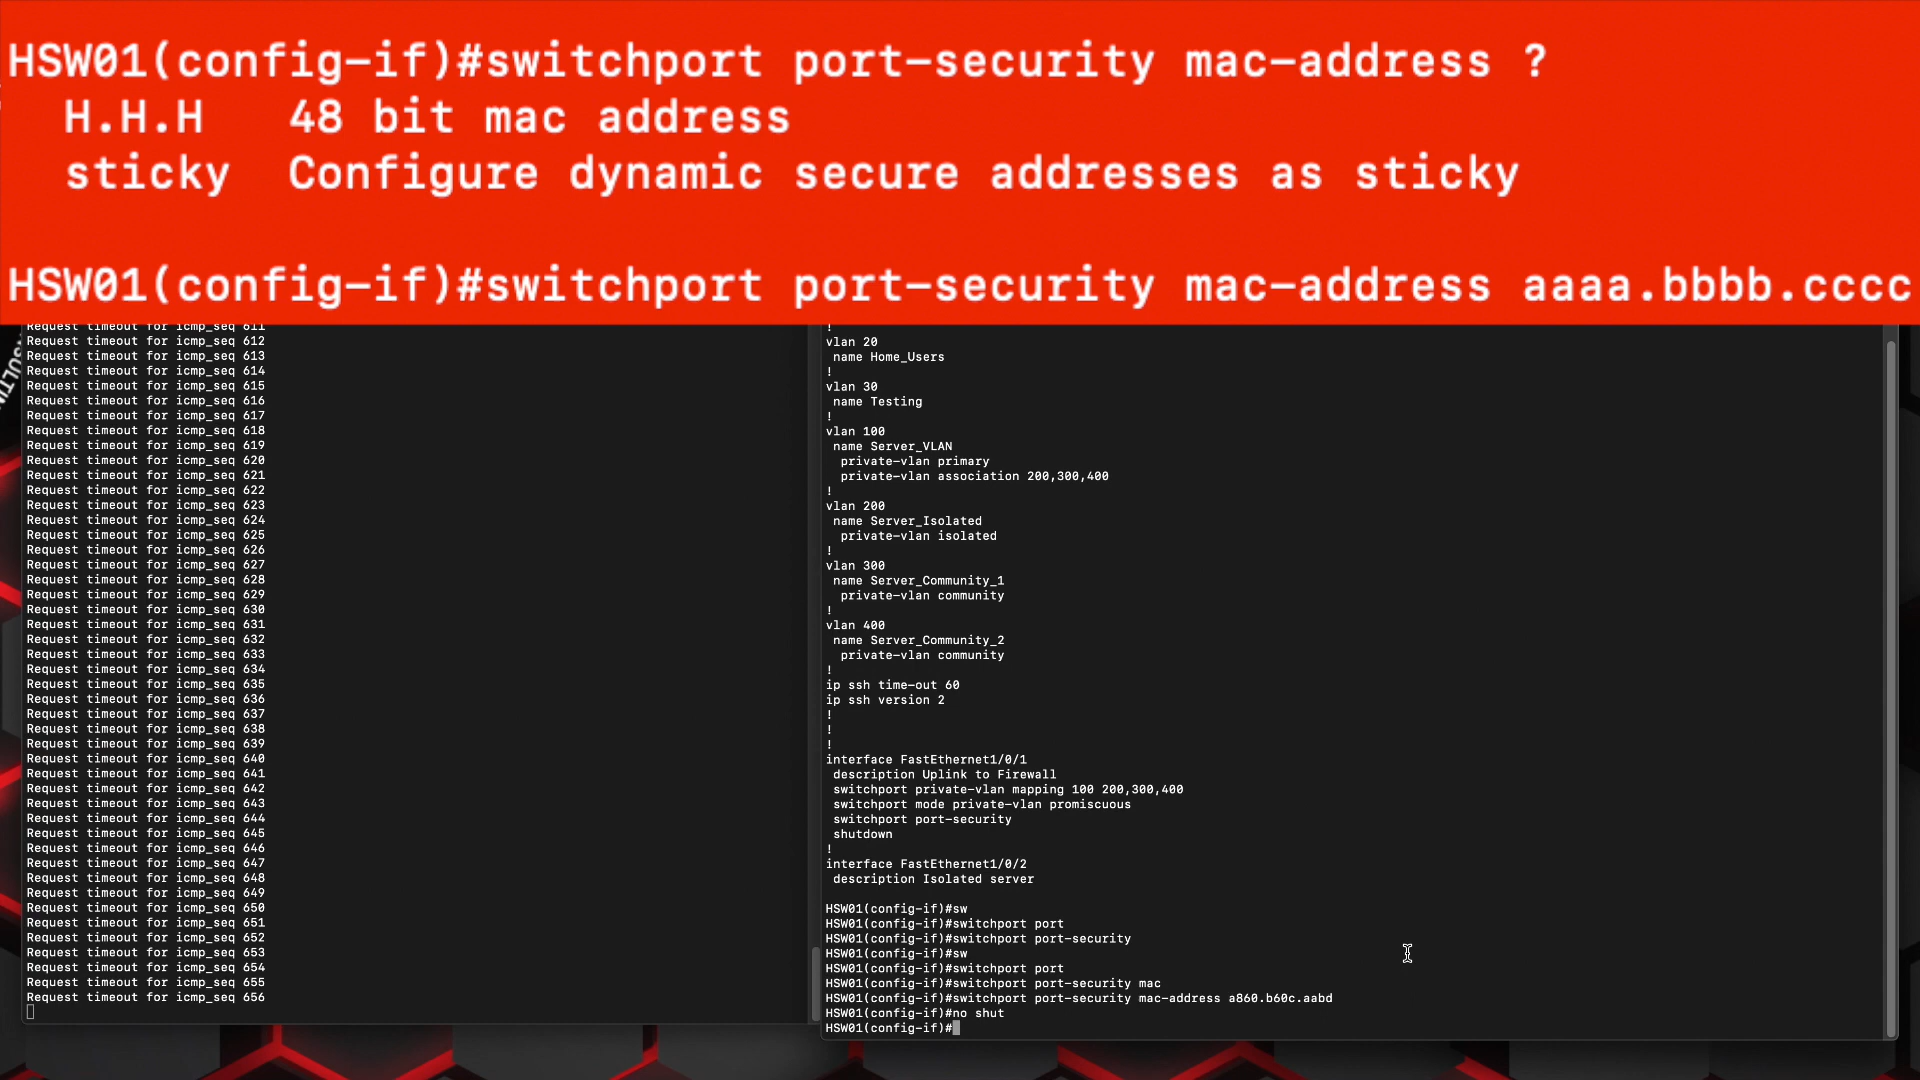 HSW01(config-if)#switchport port-security mac-address ?
H.H.H 48 bit mac address
sticky Configure dynamic secure addresses as sticky
HSW01(config-if)#switchport port-security mac-address aaaa.bbbb.cccc
Request timeout for icmp_seq 611
Request timeout for icmp_seq 612
Request timeout for icmp_seq 613
Request timeout for icmp_seq 614
Request timeout for icmp_seq 615
Request timeout for icmp_seq 616
Request timeout for icmp_seq 617
Request timeout for icmp_seq 618
Request timeout for icmp_seq 619
Request timeout for icmp_seq 620
Request timeout for icmp_seq 621
Request timeout for icmp_seq 622
Request timeout for icmp_seq 623
Request timeout for icmp_seq 624
Request timeout for icmp_seq 625
Request timeout for icmp_seq 626
Request timeout for icmp_seq 627
Request timeout for icmp_seq 628
Request timeout for icmp_seq 629
Request timeout for icmp_seq 630
Request timeout for icmp_seq 631
Request timeout for icmp_seq 632
Request timeout for icmp_seq 633
Request timeout for icmp_seq 634
Request timeout for icmp_seq 635
Request timeout for icmp_seq 636
Request timeout for icmp_seq 637
Request timeout for icmp_seq 638
Request timeout for icmp_seq 639
Request timeout for icmp_seq 640
Request timeout for icmp_seq 641
Request timeout for icmp_seq 642
Request timeout for icmp_seq 643
Request timeout for icmp_seq 644
Request timeout for icmp_seq 645
Request timeout for icmp_seq 646
Request timeout for icmp_seq 647
Request timeout for icmp_seq 648
Request timeout for icmp_seq 649
Request timeout for icmp_seq 650
Request timeout for icmp_seq 651
Request timeout for icmp_seq 652
Request timeout for icmp_seq 653
Request timeout for icmp_seq 654
Request timeout for icmp_seq 655
Request timeout for icmp_seq 656
!
vlan 20
name Home_Users
!
vlan 30
name Testing
!
vlan 100
name Server_VLAN
private-vlan primary
private-vlan association 200,300,400
!
vlan 200
name Server_Isolated
private-vlan isolated
!
vlan 300
name Server_Community_1
private-vlan community
!
vlan 400
name Server_Community_2
private-vlan community
!
ip ssh time-out 60
ip ssh version 2
!
!
!
interface FastEthernet1/0/1
description Uplink to Firewall
switchport private-vlan mapping 100 200,300,400
switchport mode private-vlan promiscuous
switchport port-security
shutdown
!
interface FastEthernet1/0/2
description Isolated server
HSW01(config-if)#sw
HSW01(config-if)#switchport port
HSW01(config-if)#switchport port-security
HSW01(config-if)#sw
HSW01(config-if)#switchport port
HSW01(config-if)#switchport port-security mac
HSW01(config-if)#switchport port-security mac-address a860.b60c.aabd
HSW01(config-if)#no shut
HSW01(config-if)#